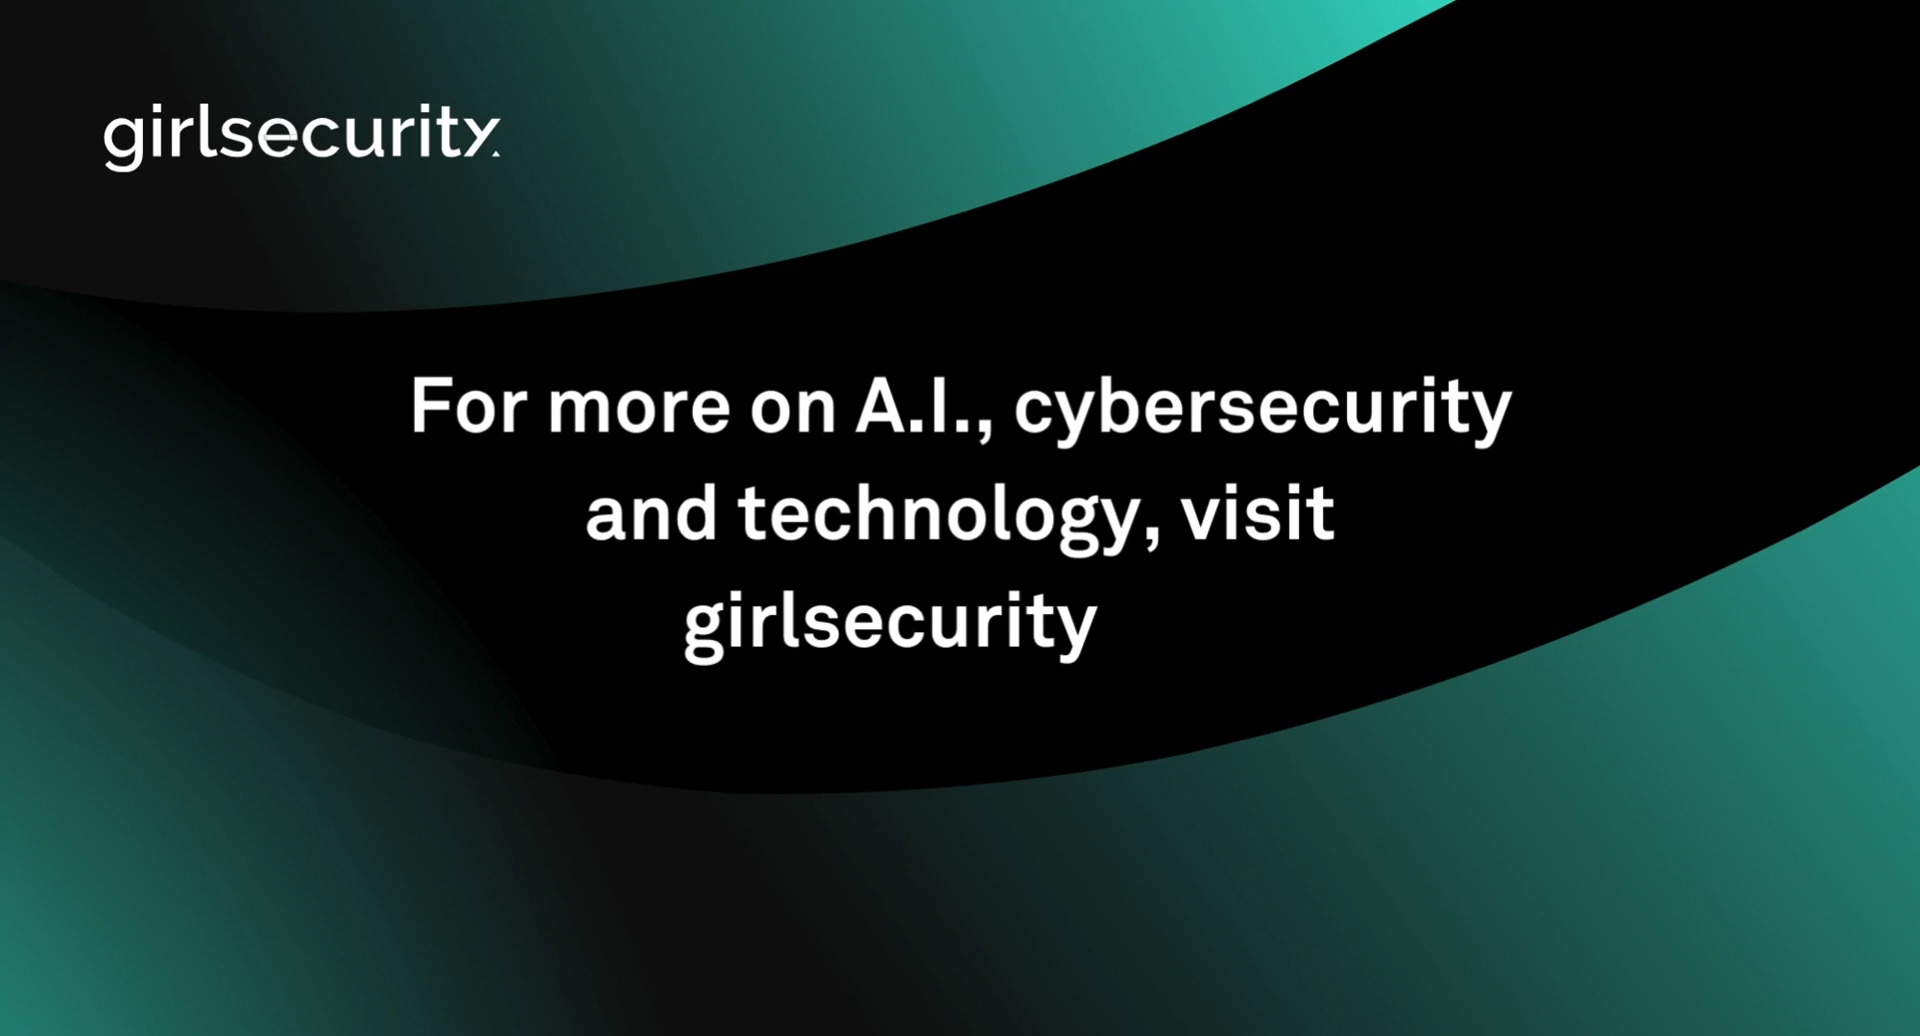 girlsecurity.
For more on A.I., cybersecurity
and technology, visit
girlsecurity